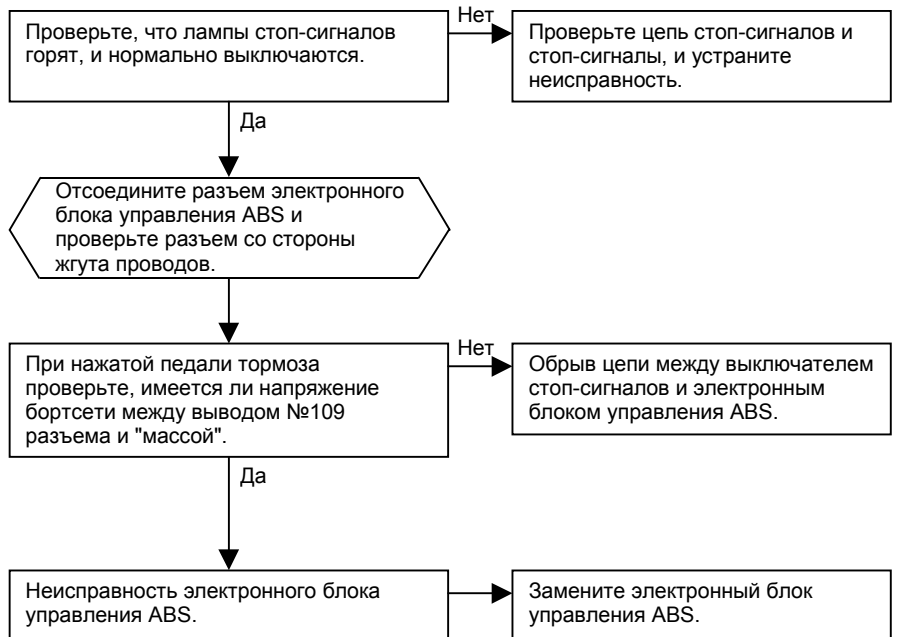 Проверьте, что лампы стоп-сигналов
горят, и нормально выключаются.
Нет
Проверьте цепь стоп-сигналов и
стоп-сигналы, и устраните
неисправность.
Да
Отсоедините разъем электронного
блока управления ABS и
проверьте разъем со стороны
жгута проводов.
При нажатой педали тормоза
проверьте, имеется ли напряжение
бортсети между выводом №109
разъема и "массой".
Нет
Обрыв цепи между выключателем
стоп-сигналов и электронным
блоком управления ABS.
Да
Неисправность электронного блока
управления ABS.
Замените электронный блок
управления ABS.